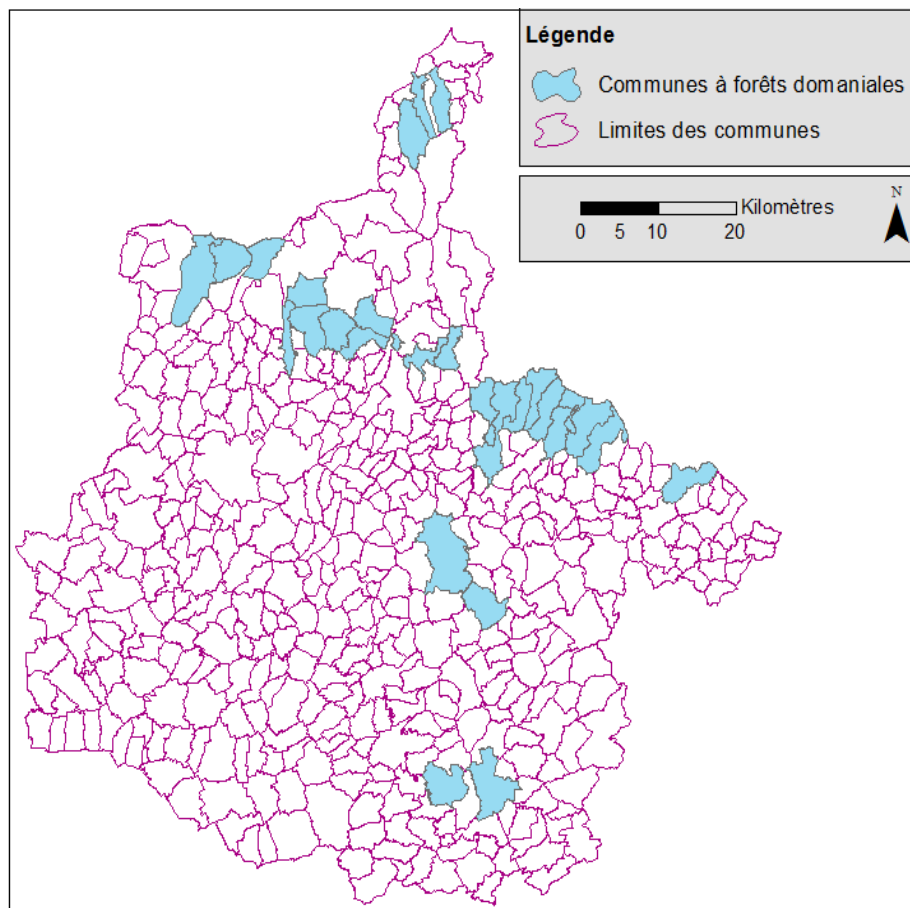 Légende
Communes à forêts domaniales
Limites des communes
Kilomètres
0 5 10 20
N